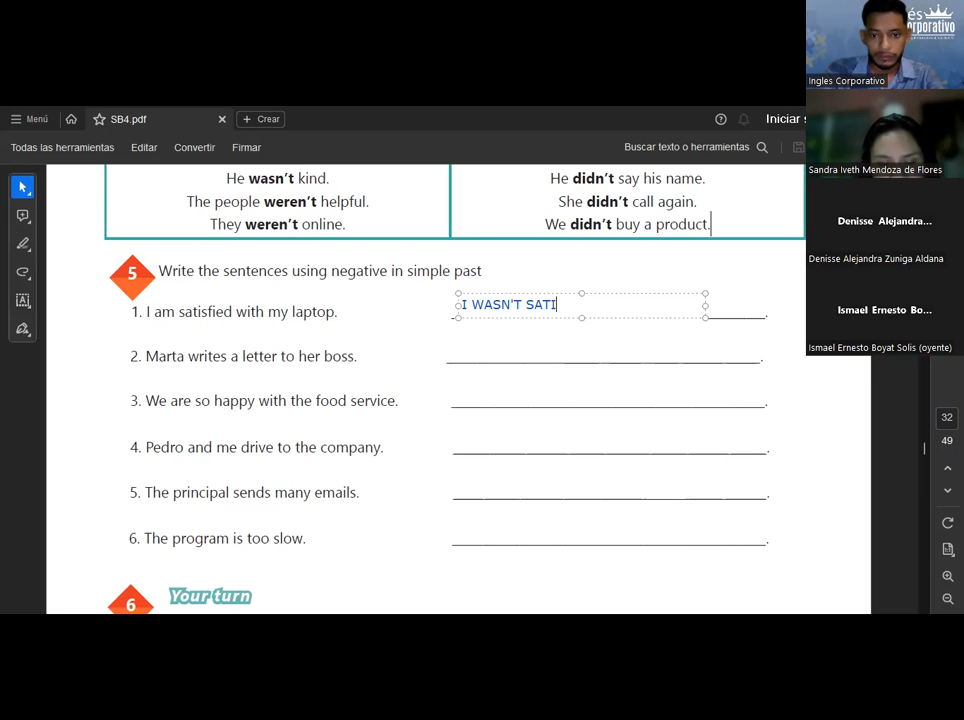 és
corporativo
Ingles Corporativo
Menú
SB4.pdf
Crear
Iniciar s
Todas las herramientas
Editar
Convertir
Firmar
Buscar texto o herramientas
Sandra Iveth Mendoza de Flores
He wasn't kind.
He didn't say his name.
The people weren't helpful.
She didn't call again.
They weren't online.
We didn't buy a product.
Denisse Alejandra...
Denisse Alejandra Zuniga Aldana
5 Write the sentences using negative in simple past
1. I am satisfied with my laptop. I WASN'T SATI
Ismael Ernesto Bo...
Ismael Ernesto Boyat Solis (oyente)
2. Marta writes a letter to her boss.
3. We are so happy with the food service.
4. Pedro and me drive to the company.
5. The principal sends many emails.
6. The program is too slow.
6 Your turn
32
49